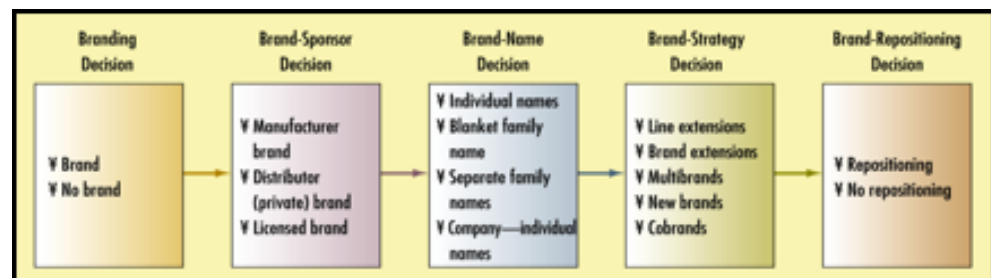 Branding
Decision
Brand-Sponsor
Decision
Brand-Name
Decision
Brand-Strategy
Decision
Brand-Repositioning
Decision
¥ Brand
¥ No brand
¥ Manufacturer
brand
¥ Distributor
(private) brand
¥ Licensed brand
¥ Individual names
¥ Blanket family
name
¥ Separate family
names
¥ Company—individual
names
¥ Line extensions
¥ Brand extensions
¥ Multibrands
¥ New brands
¥ Cobrands
¥ Repositioning
¥ No repositioning